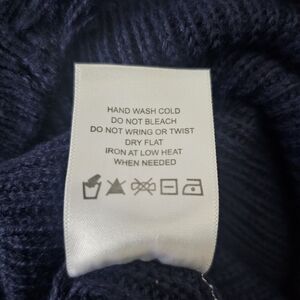 HAND WASH COLD
DO NOT BLEACH
DO NOT WRING OR TWIST
DRY FLAT
IRON AT LOW HEAT
WHEN NEEDED